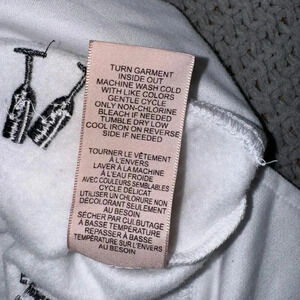 TURN GARMENT
INSIDE OUT
MACHINE WASH COLD
WITH LIKE COLORS
GENTLE CYCLE
ONLY NON-CHLORINE
BLEACH IF NEEDED
TUMBLE DRY LOW
COOL IRON ON REVERSE
SIDE IF NEEDED
TOURNER LE VÊTEMENT
À L'ENVERS
LAVER À LA MACHINE
À L'EAU FROIDE
AVEC COULEURS SEMBLABLES
CYCLE DÉLICAT
UTILISER UN CHLORURE NON
DÉCOLORANT SEULEMENT
AU BESOIN
SÉCHER PAR CULBUTAGE
À BASSE TEMPÉRATURE
REPASSER À BASSE
TEMPÉRATURE SUR L'ENVERS
AU BESOIN